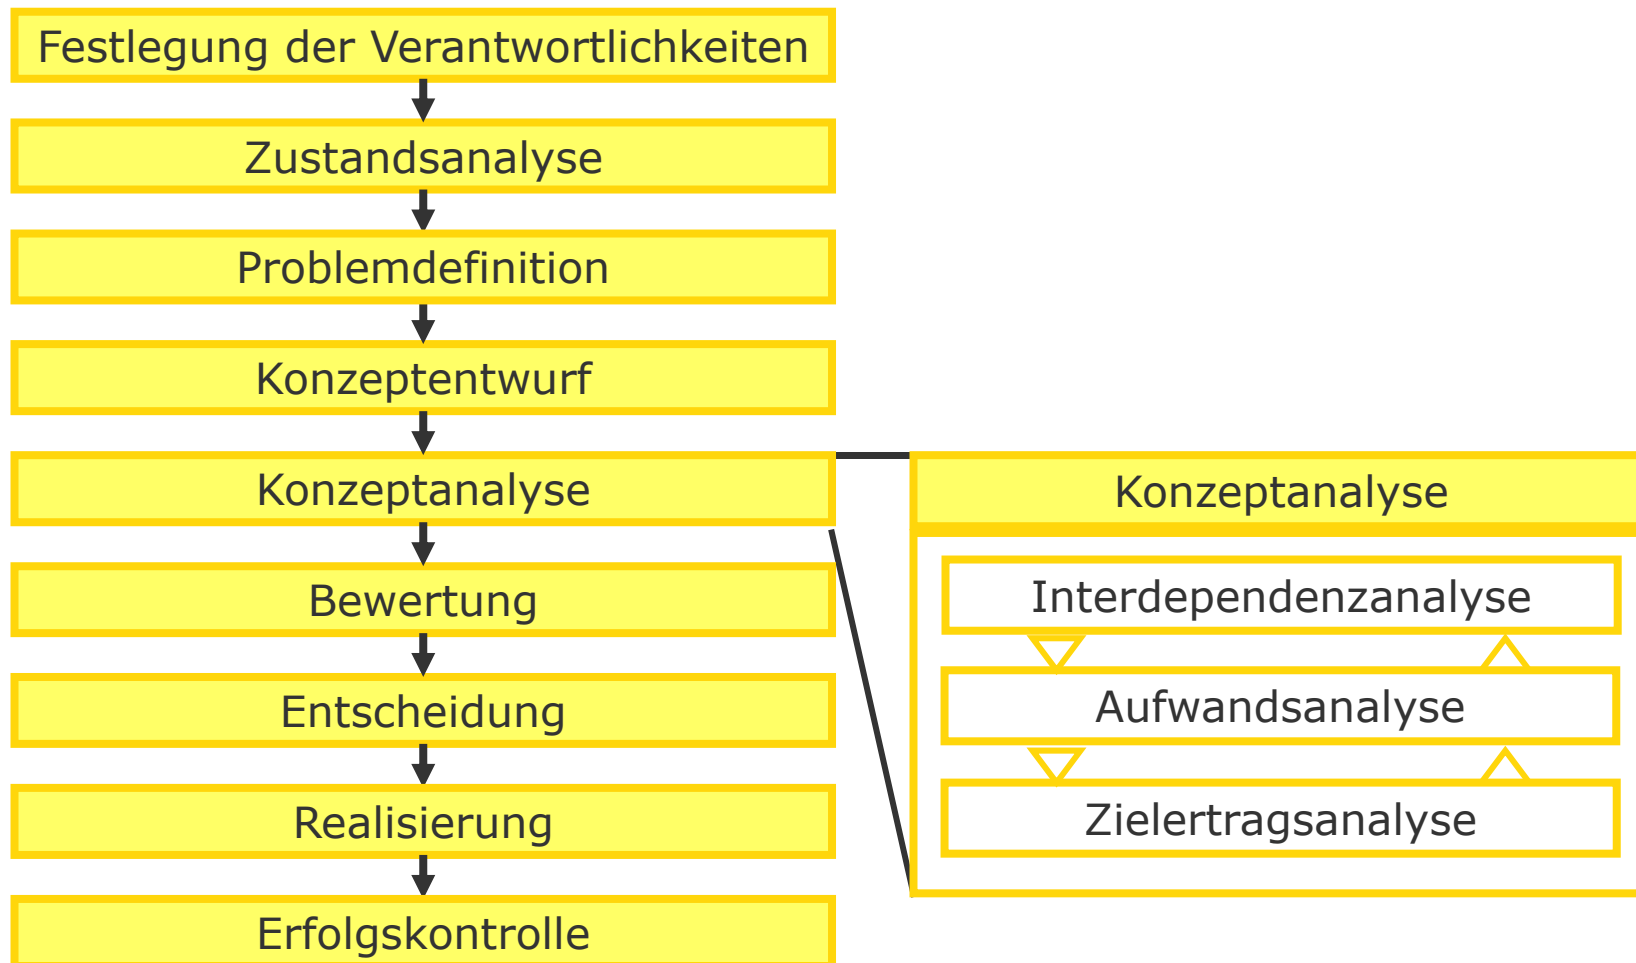 Festlegung der Verantwortlichkeiten
Zustandsanalyse
Problemdefinition
Konzeptentwurf
Konzeptanalyse
Bewertung
Entscheidung
Realisierung
Erfolgskontrolle
Konzeptanalyse
Interdependenzanalyse
Aufwandsanalyse
Zielertragsanalyse